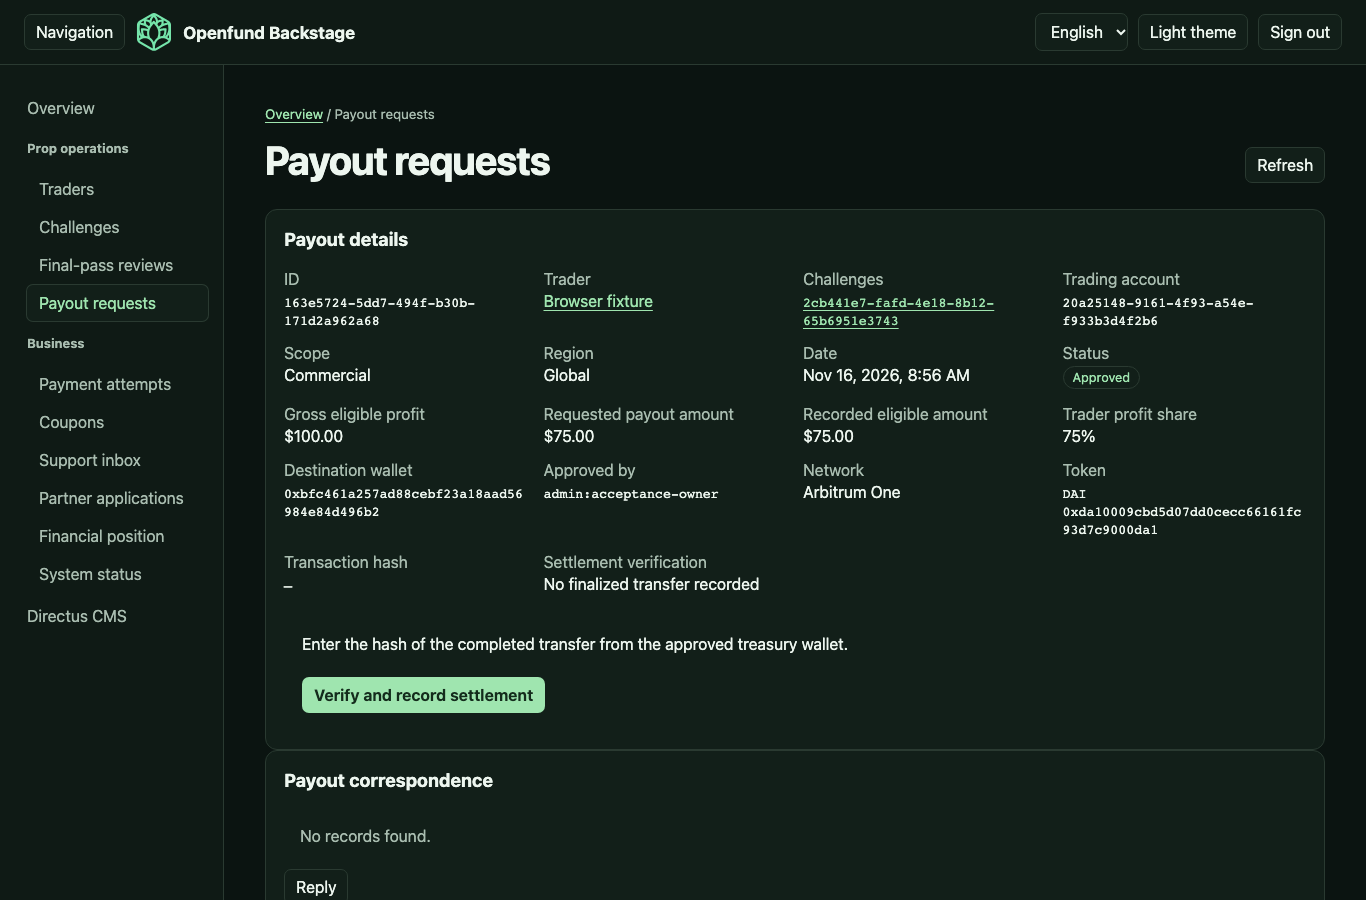 Navigation
Openfund Backstage
English
Light theme
Sign out
Overview
Prop operations
Traders
Challenges
Final-pass reviews
Payout requests
Business
Payment attempts
Coupons
Support inbox
Partner applications
Financial position
System status
Directus CMS
Overview / Payout requests
Payout requests
Refresh
Payout details
ID
163e5724-5dd7-494f-b30b-
171d2a962a68
Trader
Browser fixture
Challenges
2cb441e7-fafd-4e18-8b12-
65b6951e3743
Trading account
20a25148-9161-4f93-a54e-
f933b3d4f2b6
Scope
Commercial
Region
Global
Date
Nov 16, 2026, 8:56 AM
Status
Approved
Gross eligible profit
$100.00
Requested payout amount
$75.00
Recorded eligible amount
$75.00
Trader profit share
75%
Destination wallet
0xbfc461a257ad88cebf23a18aad56
984e84d496b2
Approved by
admin:acceptance-owner
Network
Arbitrum One
Token
DAI
0xda10009cbd5d07dd0cecc66161fc
93d7c9000da1
Transaction hash
—
Settlement verification
No finalized transfer recorded
Enter the hash of the completed transfer from the approved treasury wallet.
Verify and record settlement
Payout correspondence
No records found.
Reply